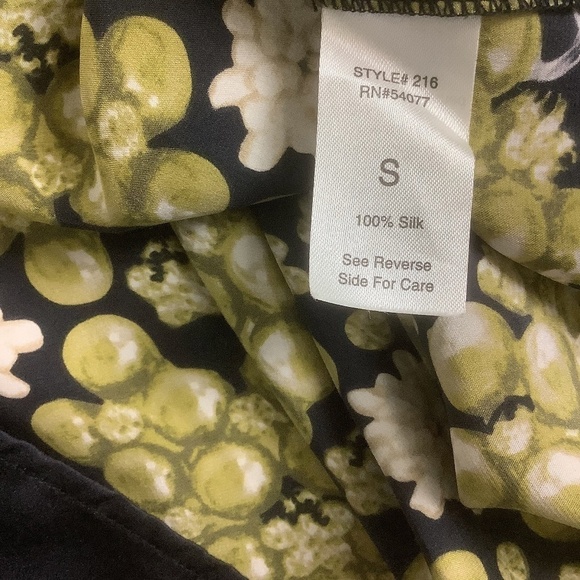 STYLE# 216
RN#54077
S
100% Silk
See Reverse
Side For Care